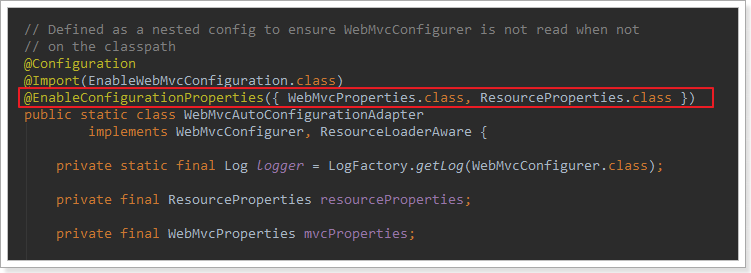 // Defined as a nested config to ensure WebMvcConfigurer is not read when not
// on the classpath
@Configuration
@Import(EnableWebMvcConfiguration.class)
@EnableConfigurationProperties({ WebMvcProperties.class, ResourceProperties.class })
public static class WebMvcAutoConfigurationAdapter
implements WebMvcConfigurer, ResourceLoaderAware {
private static final Log logger = LogFactory.getLog(WebMvcConfigurer.class);
private final ResourceProperties resourceProperties;
private final WebMvcProperties mvcProperties;